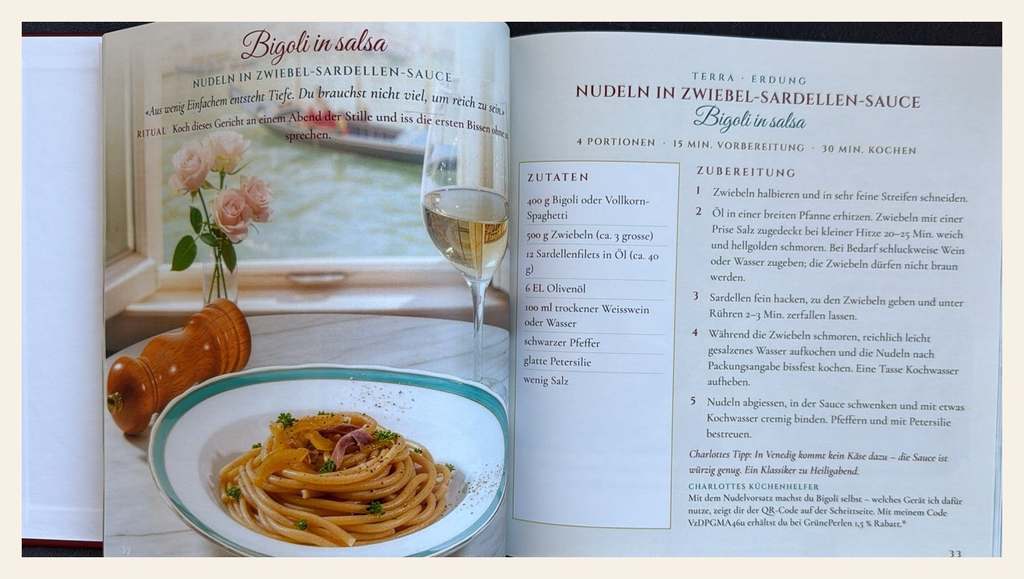 Bigoli in salsa
NUDELN IN ZWIEBEL-SARDELLEN-SAUCE
«Aus wenig Einfachem entsteht Tiefe. Du brauchst nicht viel, um reich zu sein.»
RITUAL Koch dieses Gericht an einem Abend der Stille und iss die ersten Bissen ohne zu
sprechen.
TERRA · ERDUNG
NUDELN IN ZWIEBEL-SARDELLEN-SAUCE
Bigoli in salsa
4 PORTIONEN · 15 MIN. VORBEREITUNG · 30 MIN. KOCHEN
ZUTATEN
400 g Bigoli oder Vollkorn-
Spaghetti
500 g Zwiebeln (ca. 3 grosse)
12 Sardellenfilets in Öl (ca. 40
g)
6 EL Olivenöl
100 ml trockener Weisswein
oder Wasser
schwarzer Pfeffer
glatte Petersilie
wenig Salz
ZUBEREITUNG
1 Zwiebeln halbieren und in sehr feine Streifen schneiden.
2 Öl in einer breiten Pfanne erhitzen. Zwiebeln mit einer
Prise Salz zugedeckt bei kleiner Hitze 20–25 Min. weich
und hellgolden schmoren. Bei Bedarf schluckweise Wein
oder Wasser zugeben; die Zwiebeln dürfen nicht braun
werden.
3 Sardellen fein hacken, zu den Zwiebeln geben und unter
Rühren 2–3 Min. zerfallen lassen.
4 Während die Zwiebeln schmoren, reichlich leicht
gesalzenes Wasser aufkochen und die Nudeln nach
Packungsangabe bissfest kochen. Eine Tasse Kochwasser
aufheben.
5 Nudeln abgiessen, in der Sauce schwenken und mit etwas
Kochwasser cremig binden. Pfeffern und mit Petersilie
bestreuen.
Charlottes Tipp: In Venedig kommt kein Käse dazu – die Sauce ist
würzig genug. Ein Klassiker zu Heiligabend.
CHARLOTTES KÜCHENHELFER
Mit dem Nudelvorsatz machst du Bigoli selbst – welches Gerät ich dafür
nutze, zeigt dir der QR-Code auf der Schrittseite. Mit meinem Code
V2DPGMA46u erhältst du bei GrünePerlen 1,5 % Rabatt.*
33